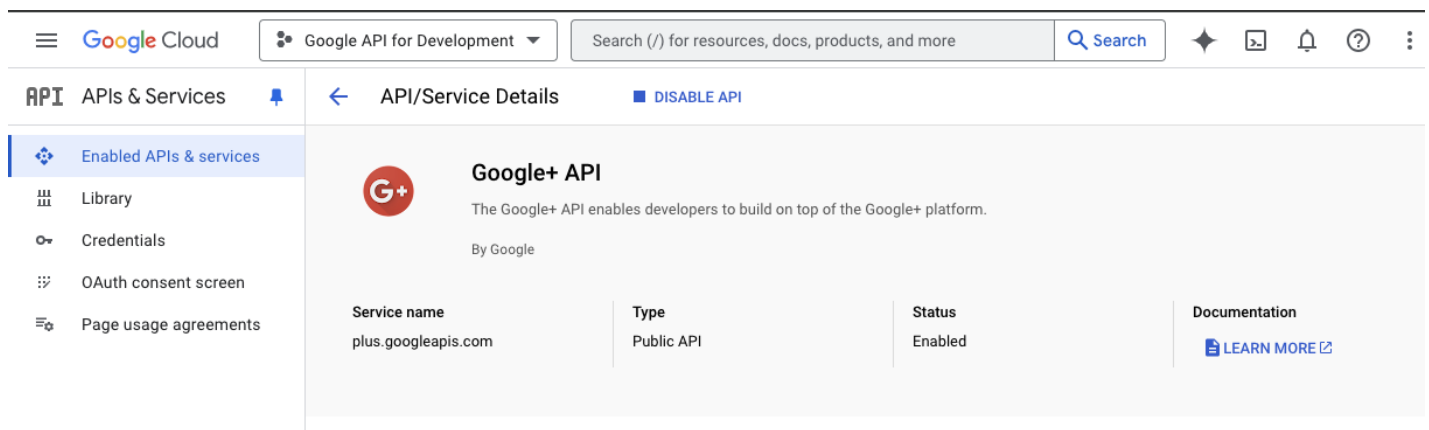 Google Cloud
Google API for Development
Search (/) for resources, docs, products, and more
Search
API APIs & Services
API/Service Details
DISABLE API
Enabled APIs & services
Library
Credentials
OAuth consent screen
Page usage agreements
G+
Google+ API
The Google+ API enables developers to build on top of the Google+ platform.
By Google
Service name
plus.googleapis.com
Type
Public API
Status
Enabled
Documentation
LEARN MORE